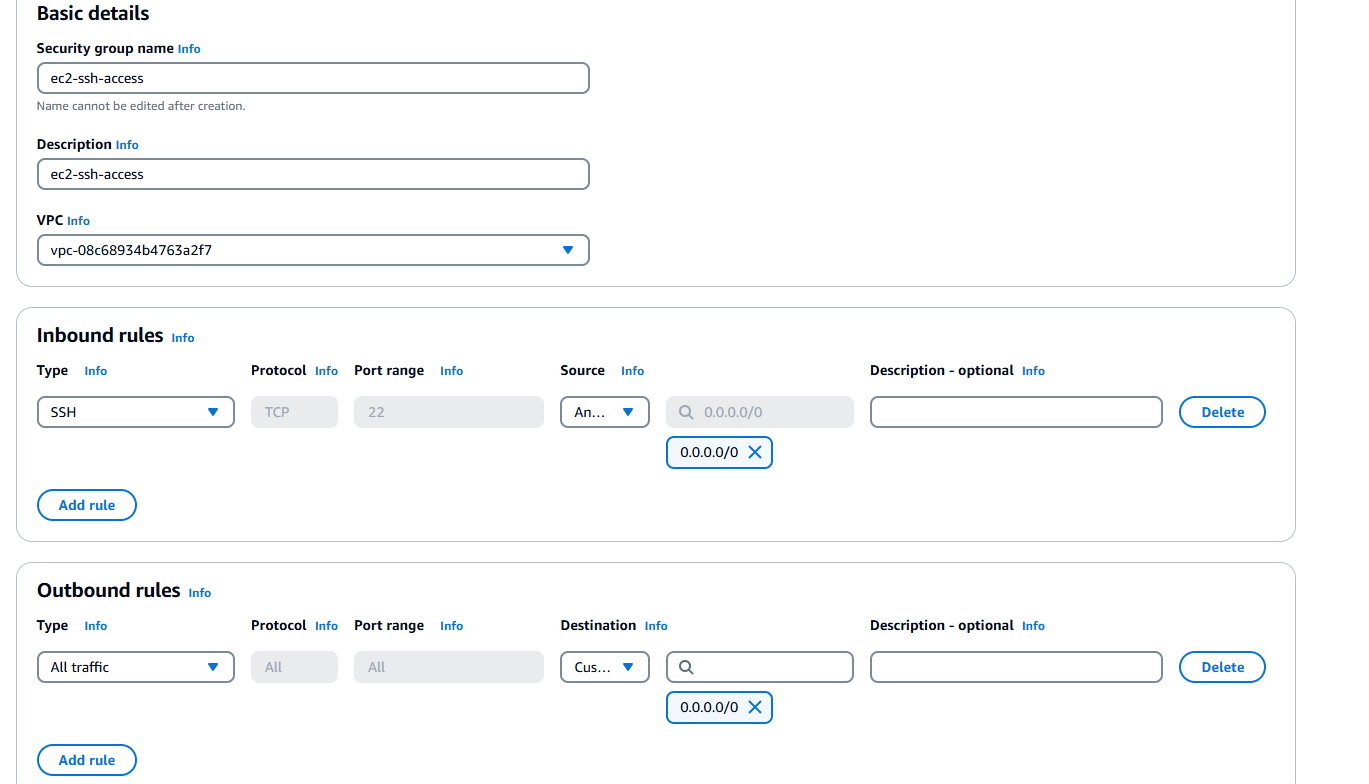 Basic details
Security group name Info
ec2-ssh-access
Name cannot be edited after creation.
Description Info
ec2-ssh-access
VPC Info
vpc-08c68934b4763a2f7
Inbound rules Info
Type Info Protocol Info Port range Info Source Info Description - optional Info
SSH TCP 22 An... 0.0.0.0/0 Delete
0.0.0.0/0
Add rule
Outbound rules Info
Type Info Protocol Info Port range Info Destination Info Description - optional Info
All traffic All All Cus... Delete
0.0.0.0/0
Add rule